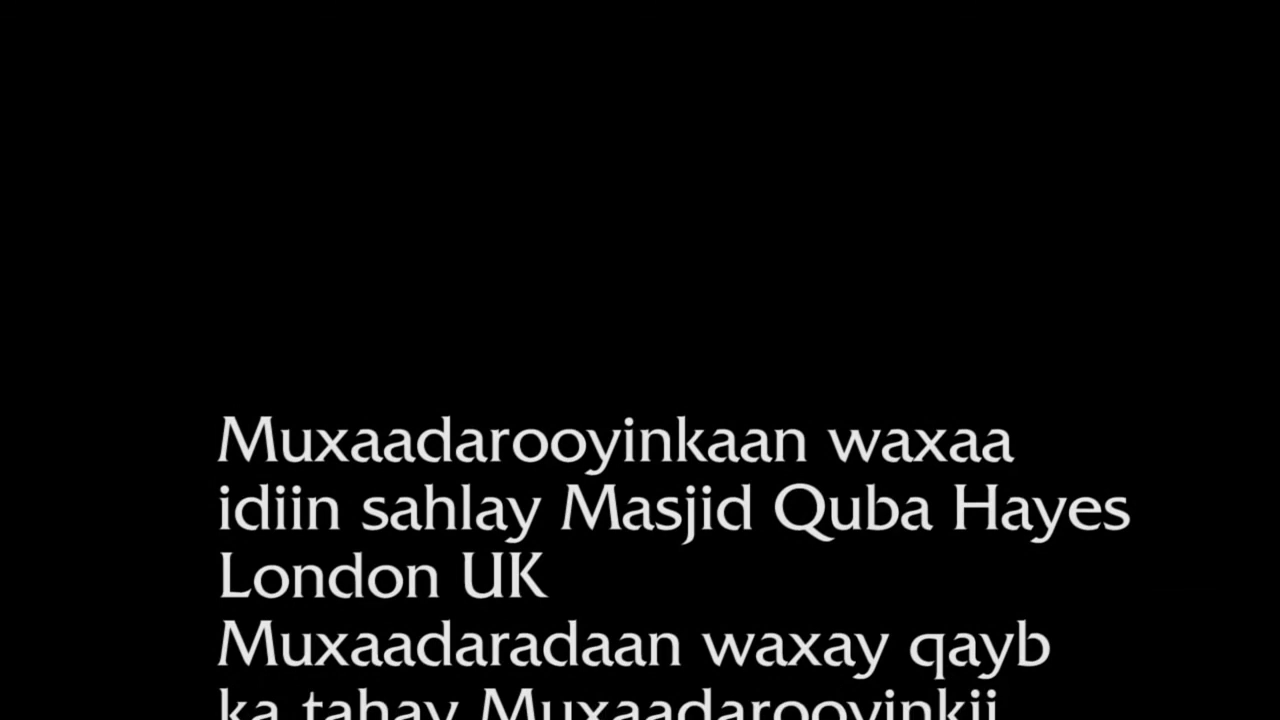 Muxaadarooyinkaan waxaa
idiin sahlay Masjid Quba Hayes
London UK
Muxaadaradaan waxay qayb
ka tahay Muxaadarooyinkii